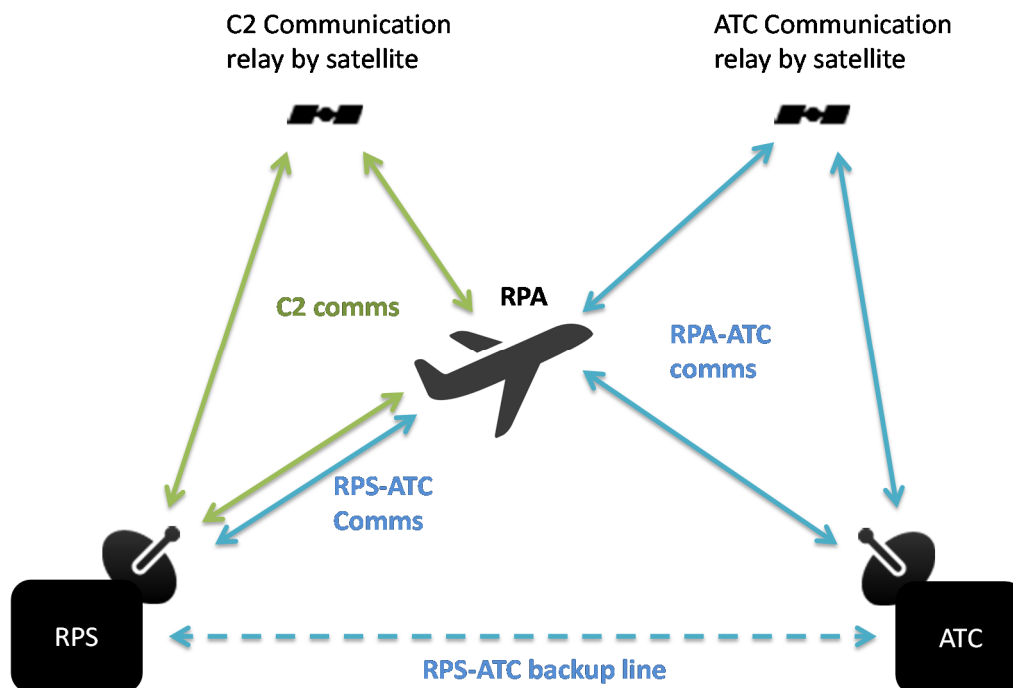 C2 Communication
relay by satellite
ATC Communication
relay by satellite
RPA
C2 comms
RPA-ATC
comms
RPS-ATC
Comms
RPS
ATC
RPS-ATC backup line